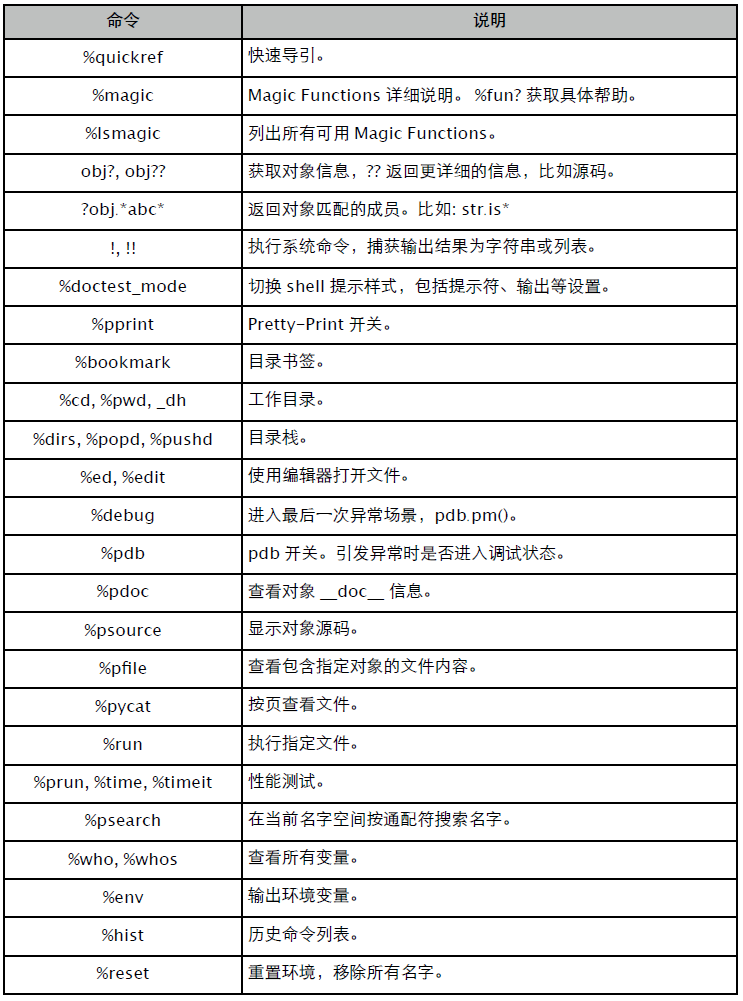 命令 说明
%quickref 快速导引。
%magic Magic Functions 详细说明。 %fun? 获取具体帮助。
%lsmagic 列出所有可用 Magic Functions。
obj?, obj?? 获取对象信息，?? 返回更详细的信息，比如源码。
?obj.*abc* 返回对象匹配的成员。比如: str.is*
!, !! 执行系统命令，捕获输出结果为字符串或列表。
%doctest_mode 切换 shell 提示样式，包括提示符、输出等设置。
%pprint Pretty-Print 开关。
%bookmark 目录书签。
%cd, %pwd, _dh 工作目录。
%dirs, %popd, %pushd 目录栈。
%ed, %edit 使用编辑器打开文件。
%debug 进入最后一次异常场景，pdb.pm()。
%pdb pdb 开关。引发异常时是否进入调试状态。
%pdoc 查看对象 __doc__ 信息。
%psource 显示对象源码。
%pfile 查看包含指定对象的文件内容。
%pycat 按页查看文件。
%run 执行指定文件。
%prun, %time, %timeit 性能测试。
%psearch 在当前名字空间按通配符搜索名字。
%who, %whos 查看所有变量。
%env 输出环境变量。
%hist 历史命令列表。
%reset 重置环境，移除所有名字。